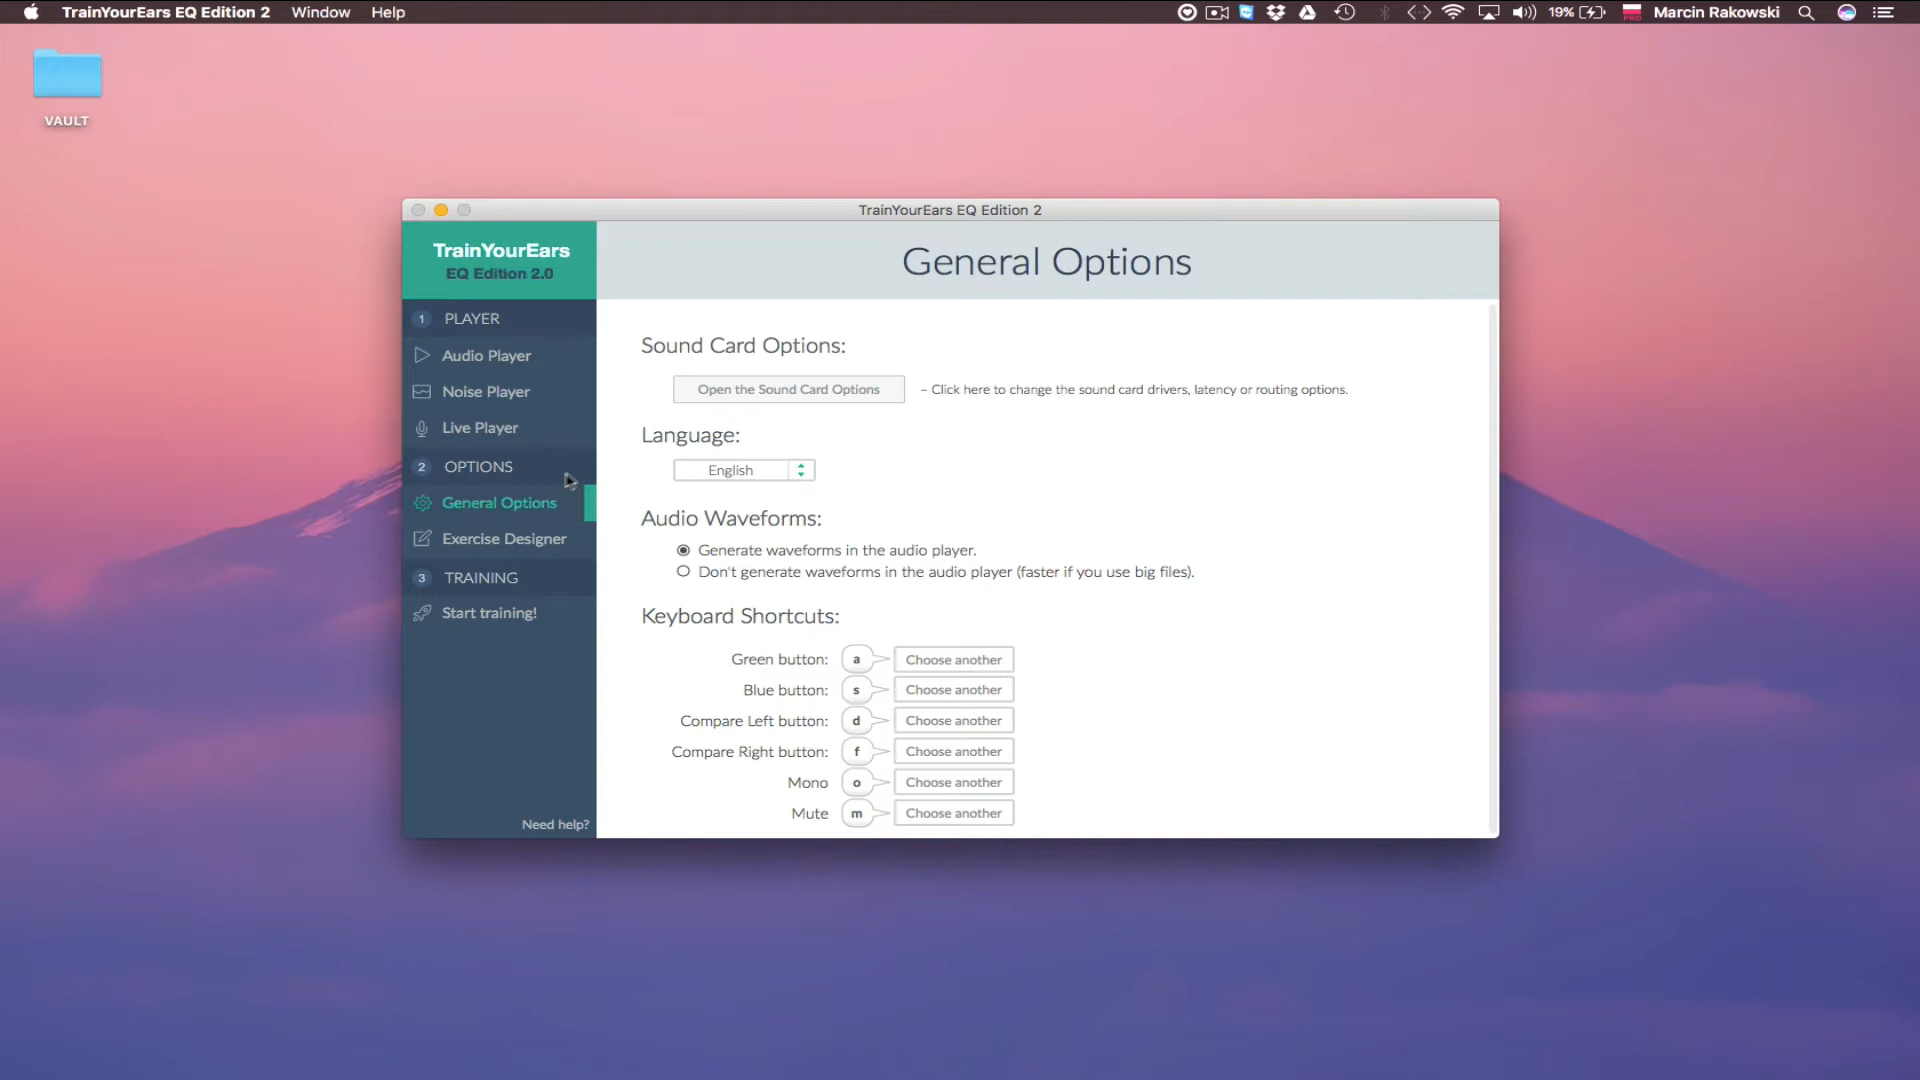 TrainYourEars EQ Edition 2 Window Help 19% PRO Marcin Rakowski
VAULT
TrainYourEars EQ Edition 2
TrainYourEars
EQ Edition 2.0
1 PLAYER
Audio Player
Noise Player
Live Player
2 OPTIONS
General Options
Exercise Designer
3 TRAINING
Start training!
Need help?
General Options
Sound Card Options:
Open the Sound Card Options – Click here to change the sound card drivers, latency or routing options.
Language:
English
Audio Waveforms:
Generate waveforms in the audio player.
Don't generate waveforms in the audio player (faster if you use big files).
Keyboard Shortcuts:
Green button: a Choose another
Blue button: s Choose another
Compare Left button: d Choose another
Compare Right button: f Choose another
Mono o Choose another
Mute m Choose another